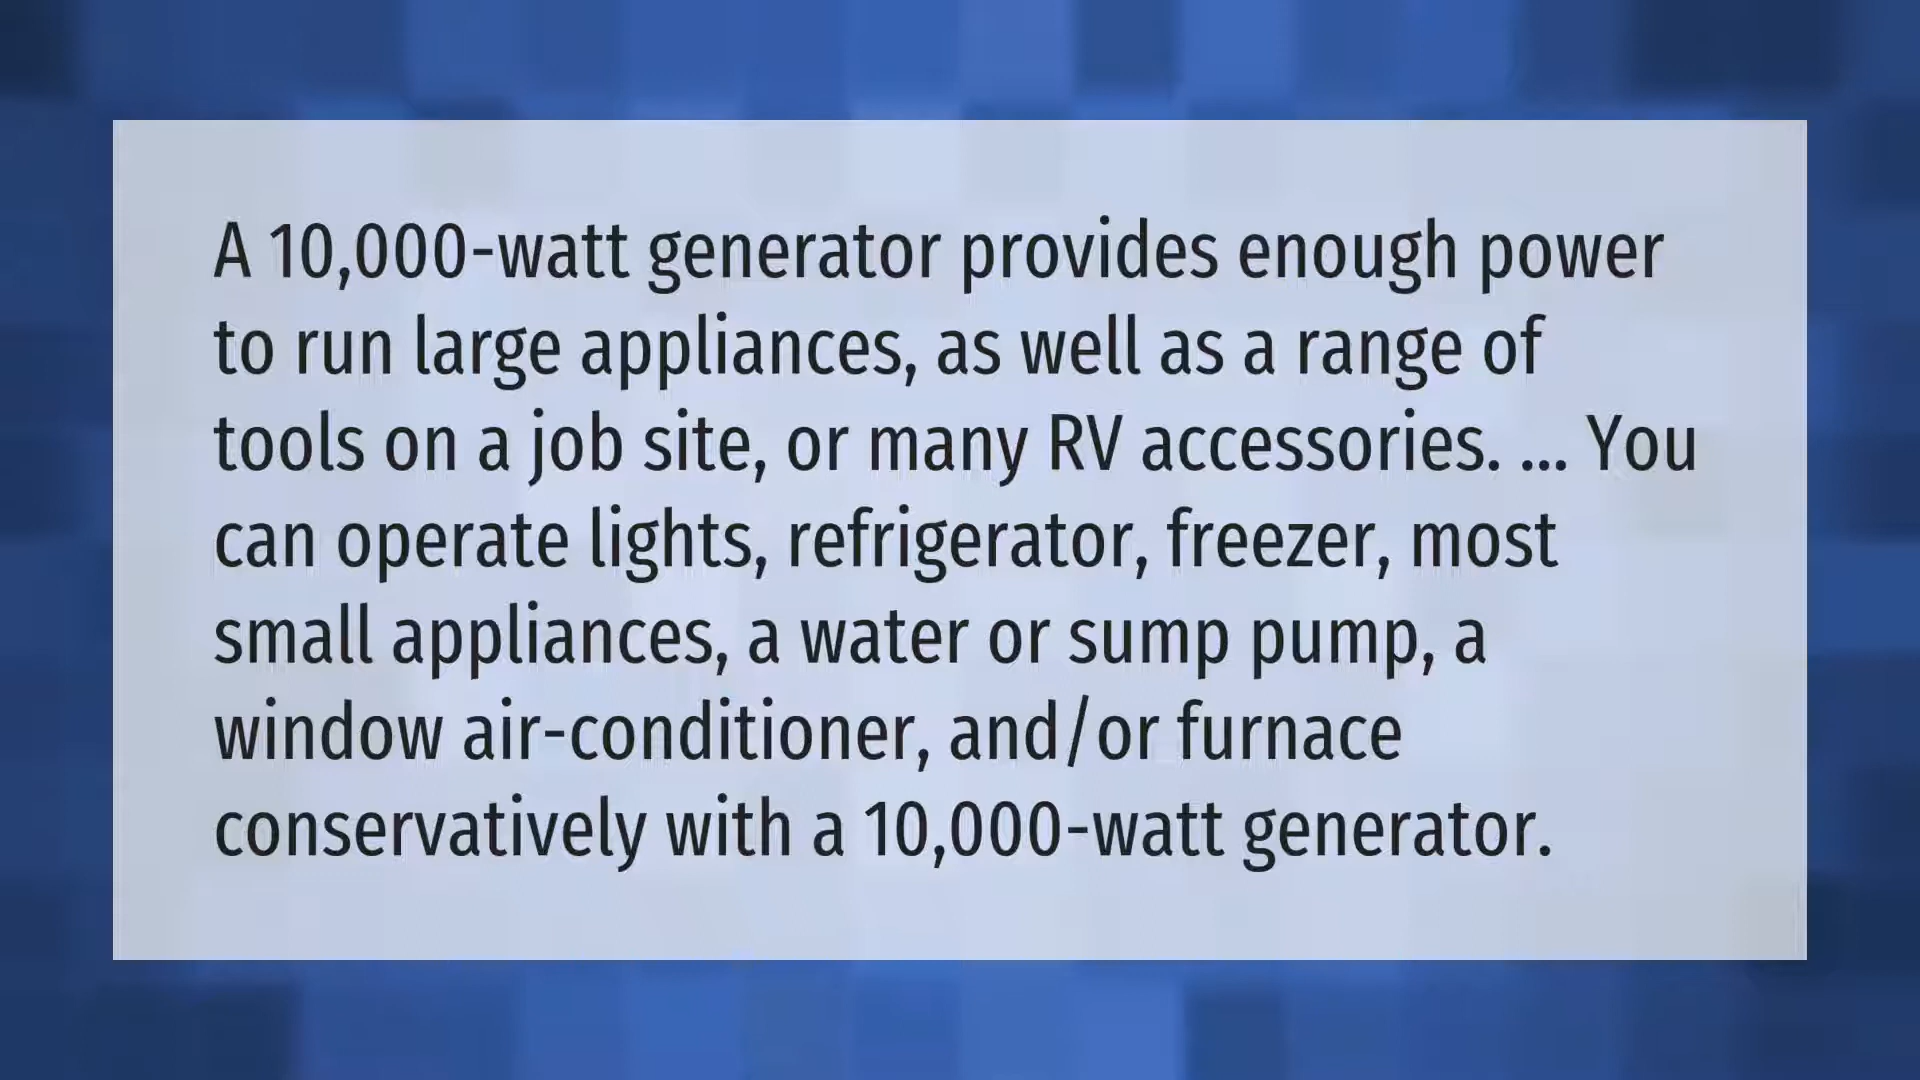 A 10,000-watt generator provides enough power
to run large appliances, as well as a range of
tools on a job site, or many RV accessories. ... You
can operate lights, refrigerator, freezer, most
small appliances, a water or sump pump, a
window air-conditioner, and/or furnace
conservatively with a 10,000-watt generator.